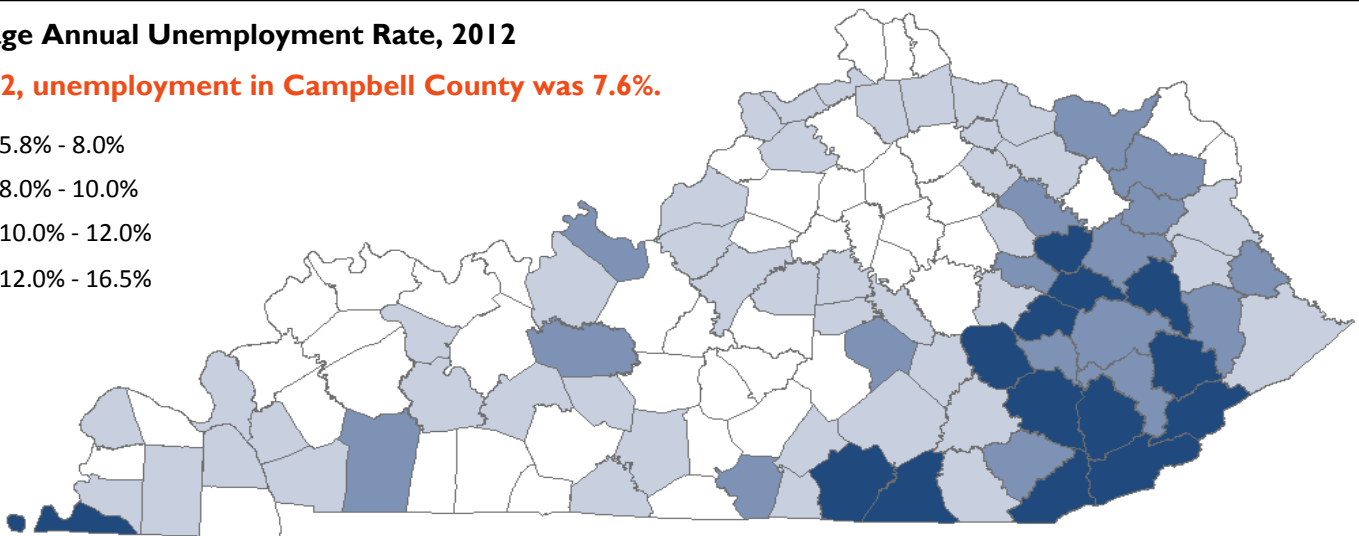 ge Annual Unemployment Rate, 2012
2, unemployment in Campbell County was 7.6%.
5.8% - 8.0%
8.0% - 10.0%
10.0% - 12.0%
12.0% - 16.5%